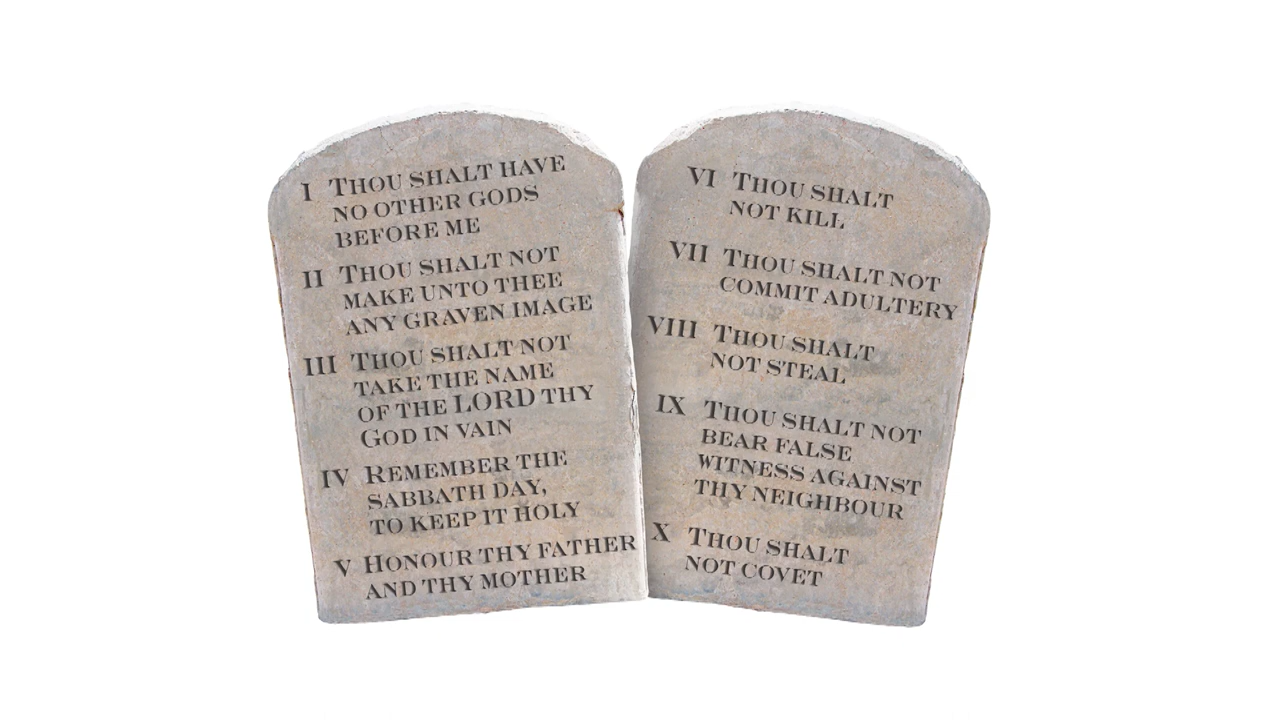 I THOU SHALT HAVE
NO OTHER GODS
BEFORE ME
II THOU SHALT NOT
MAKE UNTO THEE
ANY GRAVEN IMAGE
III THOU SHALT NOT
TAKE THE NAME
OF THE LORD THY
GOD IN VAIN
IV REMEMBER THE
SABBATH DAY,
TO KEEP IT HOLY
V HONOUR THY FATHER
AND THY MOTHER
VI THOU SHALT
NOT KILL
VII THOU SHALT NOT
COMMIT ADULTERY
VIII THOU SHALT
NOT STEAL
IX THOU SHALT NOT
BEAR FALSE
WITNESS AGAINST
THY NEIGHBOUR
X THOU SHALT
NOT COVET